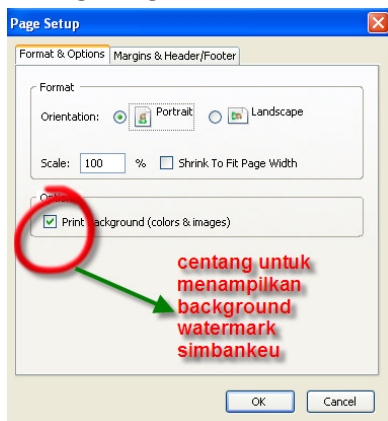 Page Setup
Format & Options
Margins & Header/Footer
Format
Orientation:
Portrait
Landscape
Scale:
100
%
Shrink To Fit Page Width
Print Background (colors & images)
centang untuk
menampilkan
background
watermark
simbankeu
OK
Cancel